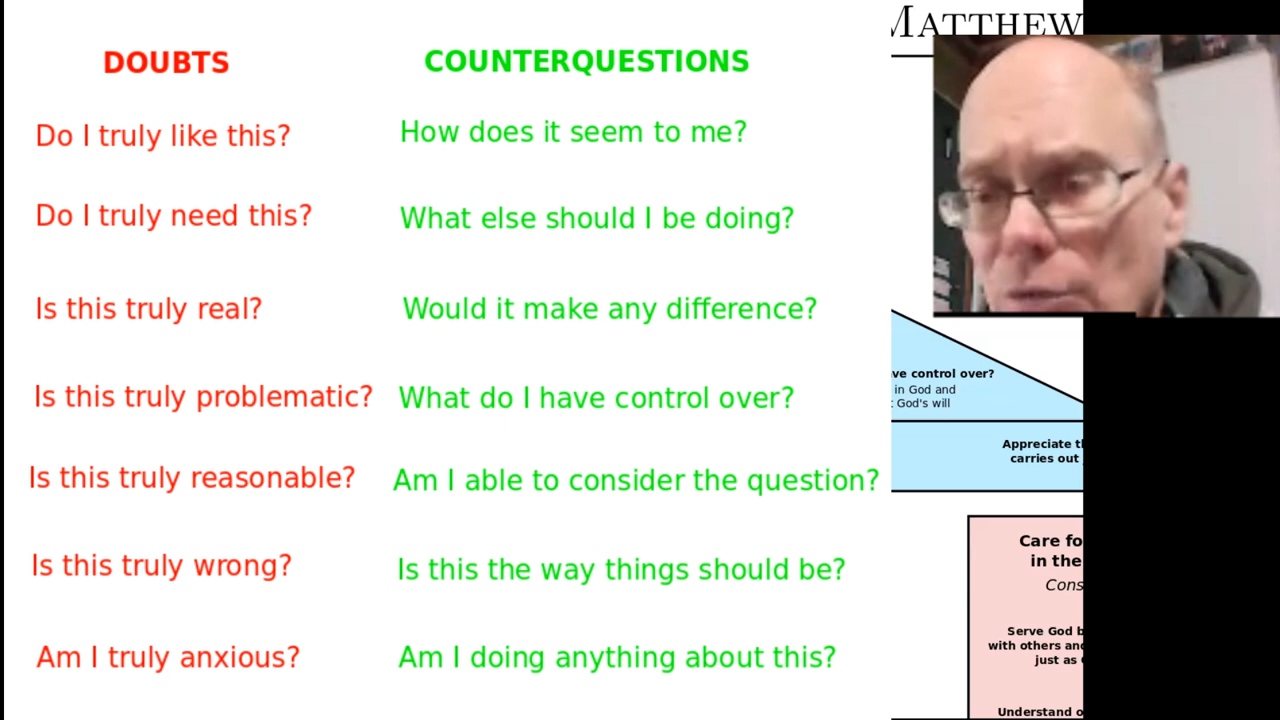 DOUBTS
COUNTERQUESTIONS
Do I truly like this?
How does it seem to me?
Do I truly need this?
What else should I be doing?
Is this truly real?
Would it make any difference?
Is this truly problematic?
What do I have control over?
Is this truly reasonable?
Am I able to consider the question?
Is this truly wrong?
Is this the way things should be?
Am I truly anxious?
Am I doing anything about this?
MATTHEW
ve control over?
in God and
God's will
Appreciate
carries out
Care fo
in the
Cons
Serve God b
with others and
just as
Understand o